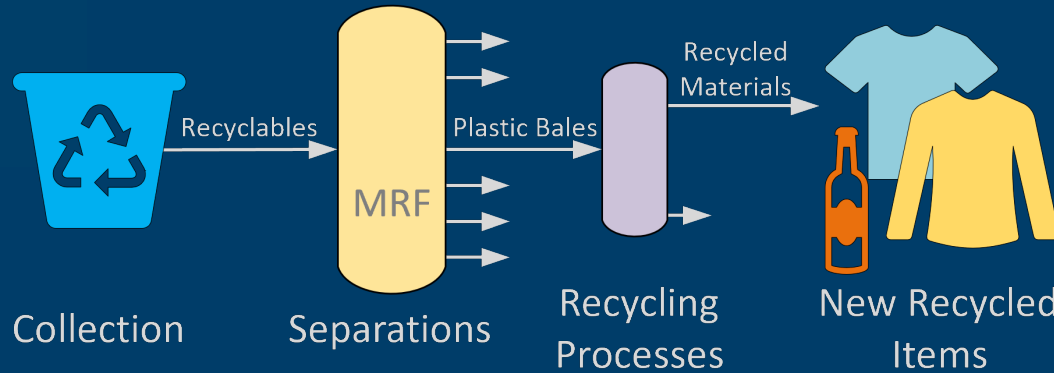 Recyclables
MRF
Plastic Bales
Recycled
Materials
Collection
Separations
Recycling
Processes
New Recycled
Items